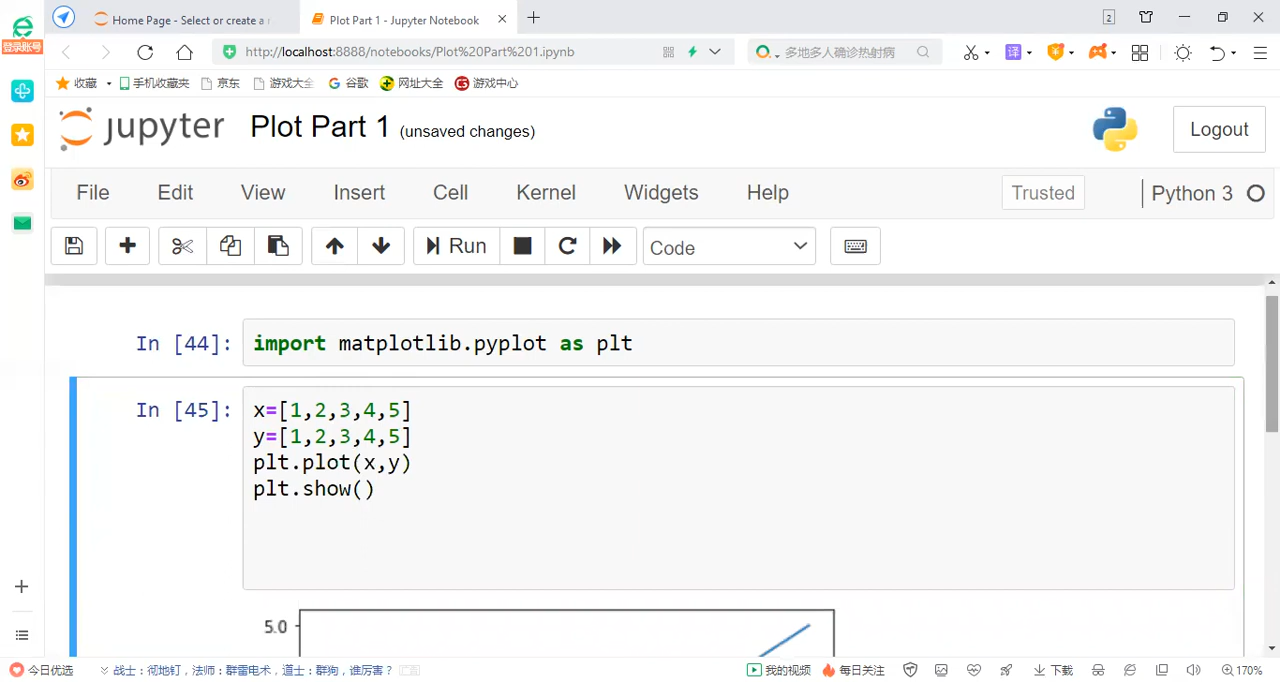 Home Page - Select or create a
Plot Part 1 - Jupyter Notebook
2
登录账号
http://localhost:8888/notebooks/Plot%20Part%201.ipynb
多地多人确诊热射病
译
收藏
手机收藏夹
京东
游戏大全
谷歌
网址大全
游戏中心
jupyter
Plot Part 1 (unsaved changes)
Logout
File Edit View Insert Cell Kernel Widgets Help
Trusted
Python 3
Run
Code
In [44]: import matplotlib.pyplot as plt
In [45]: x=[1,2,3,4,5]
y=[1,2,3,4,5]
plt.plot(x,y)
plt.show()
5.0
今日优选
战士：彻地钉，法师：群雷电术，道士：群狗，谁厉害？
广告
我的视频
每日关注
下载
170%